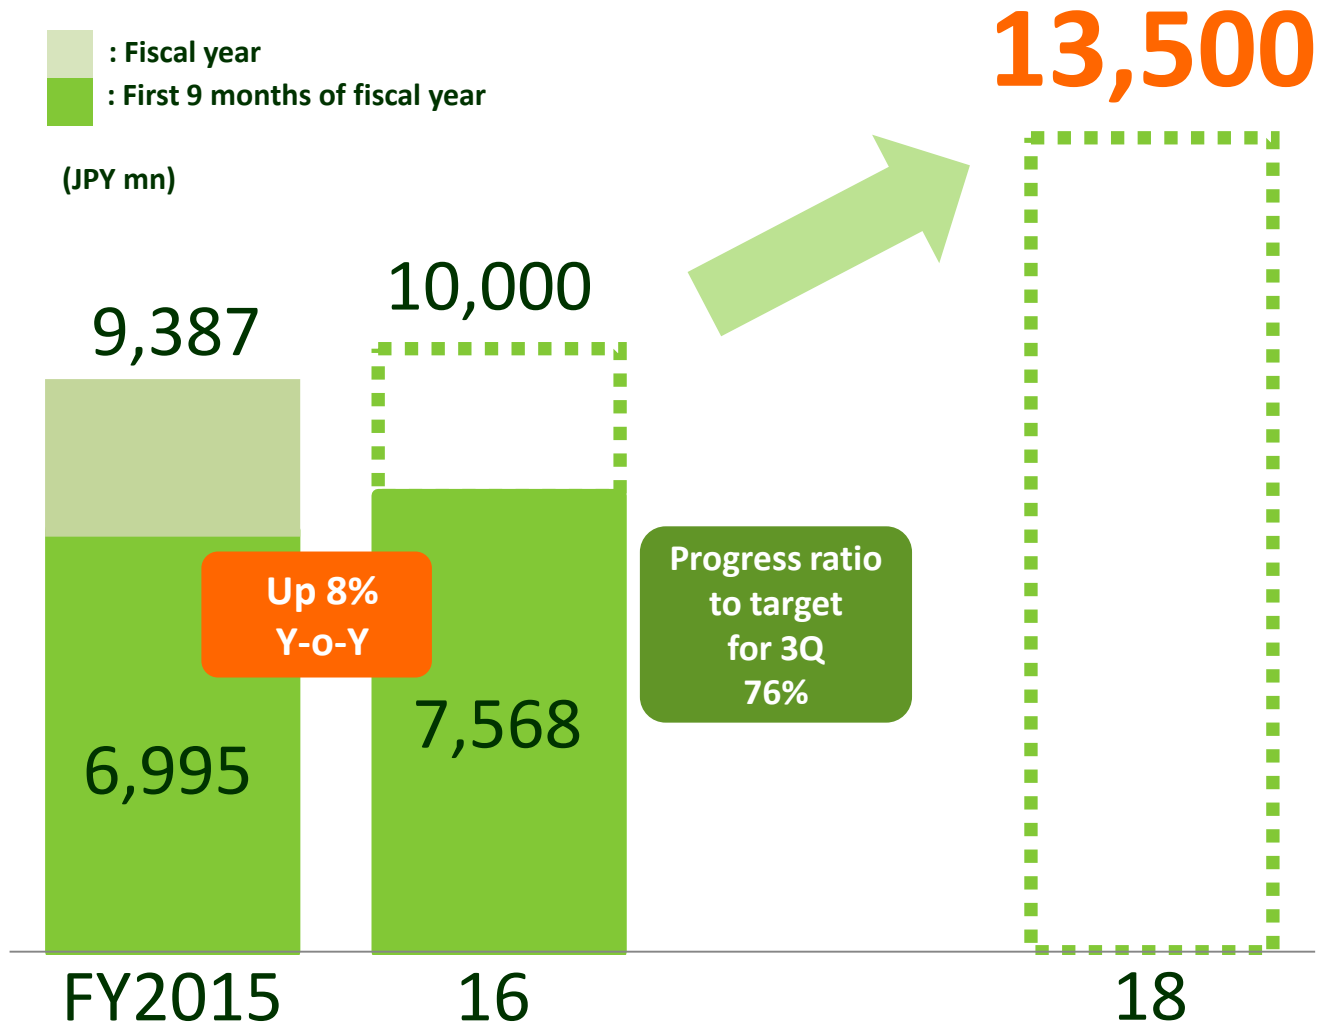 : Fiscal year
: First 9 months of fiscal year
(JPY mn)
13,500
10,000
9,387
Up 8%
Y-o-Y
Progress ratio
to target
for 3Q
76%
7,568
6,995
FY2015
16
18